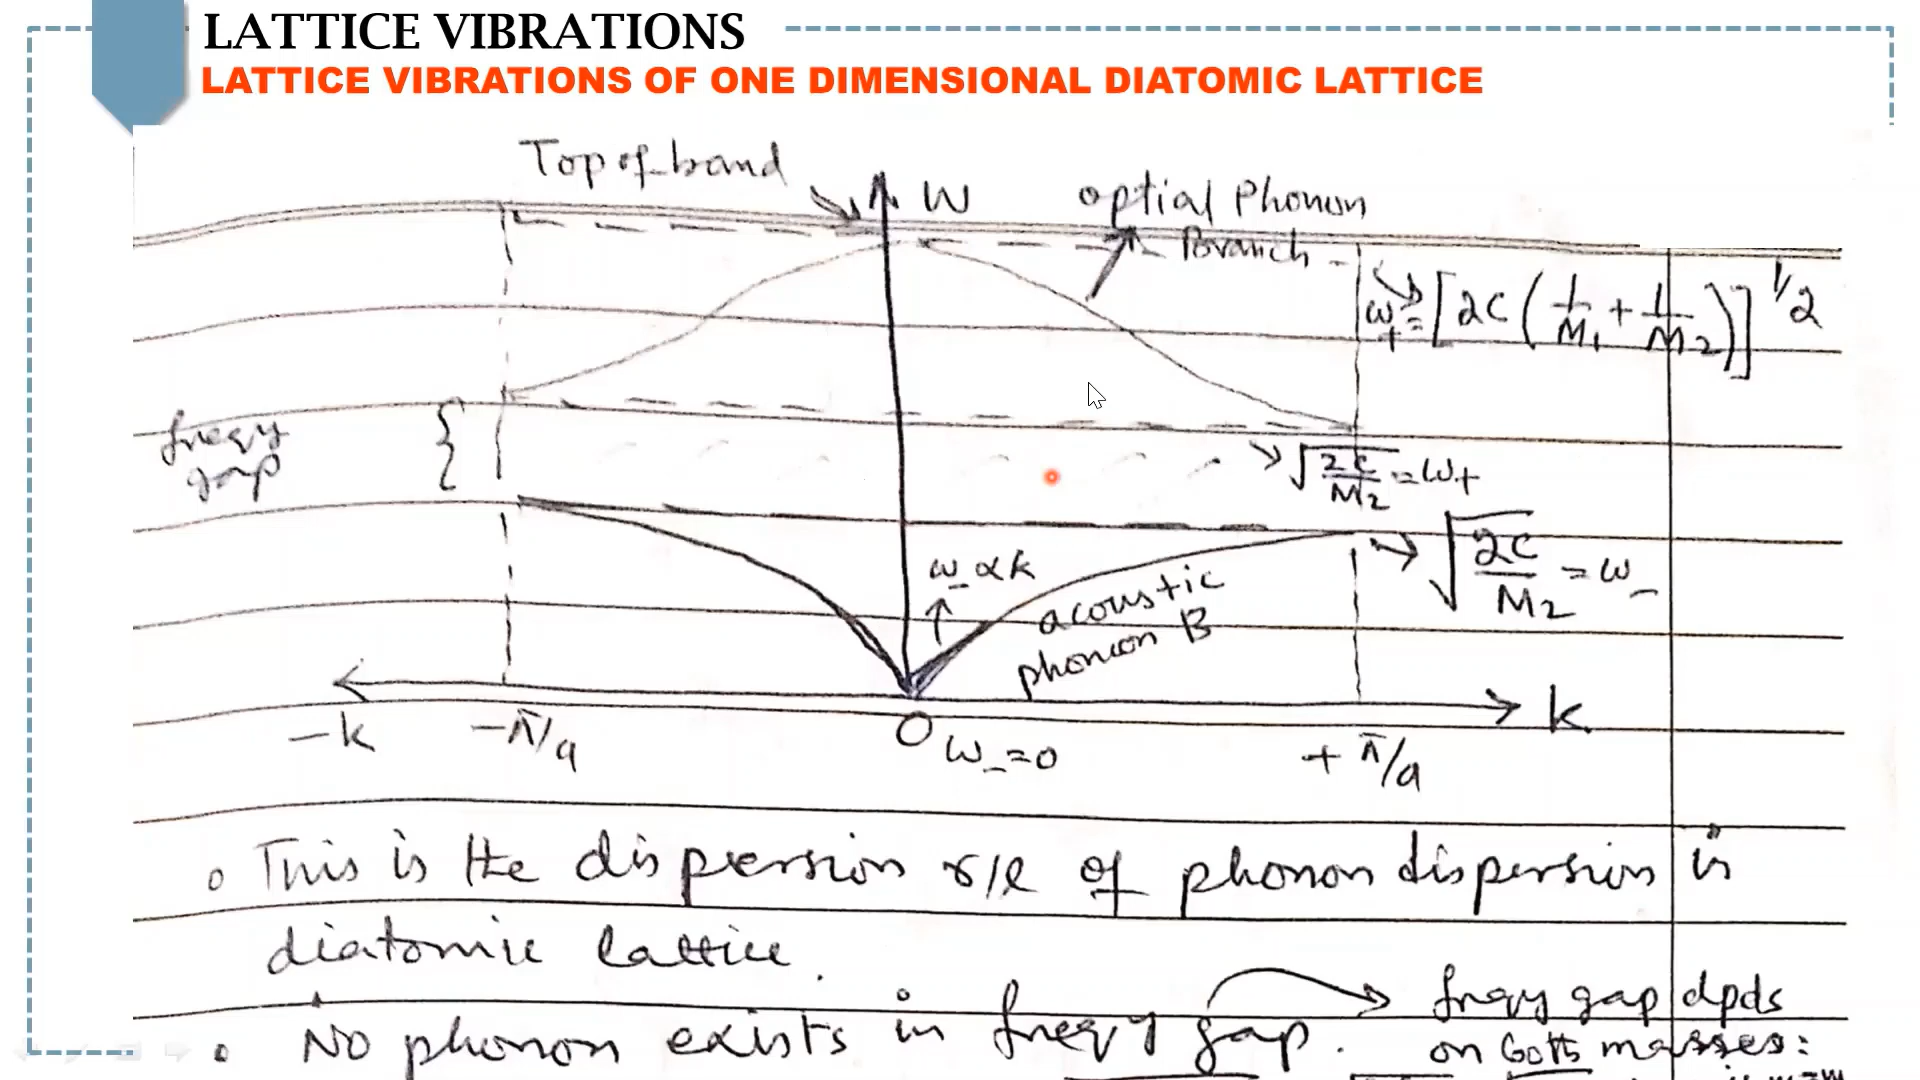 LATTICE VIBRATIONS
LATTICE VIBRATIONS OF ONE DIMENSIONAL DIATOMIC LATTICE
Top of band
W
optial Phonon
Branch
ω+ = [2C (1/M1 + 1/M2)]^1/2
freqy
gap
√2C/M2 = ω+
√2C/M2 = ω-
ω- ∝ k
acoustic
phonon B
-k
-π/a
O ω- = 0
+ π/a
k
This is the dispersion r/l of phonon dispersion in
diatomic lattice.
No phonon exists in freqy gap. → freqy gap dpds
on both masses: